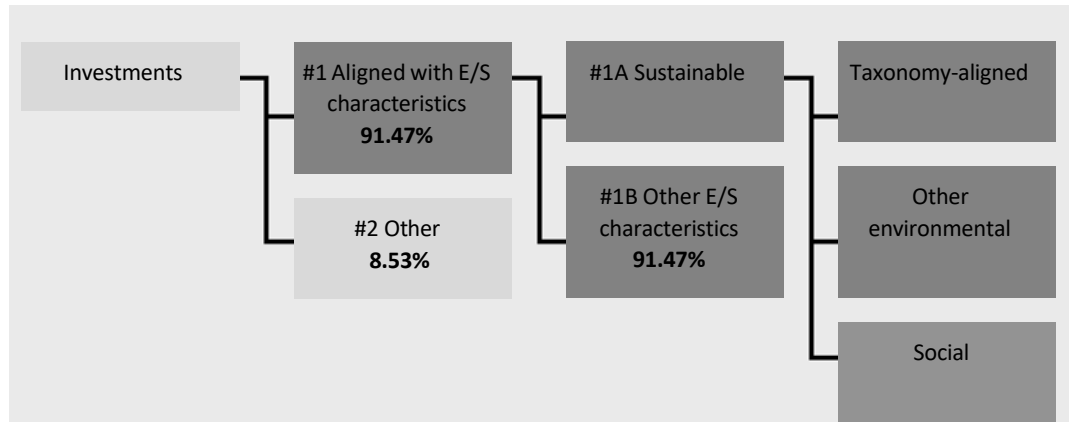 Investments
#1 Aligned with E/S
characteristics
91.47%
#2 Other
8.53%
#1A Sustainable
#1B Other E/S
characteristics
91.47%
Taxonomy-aligned
Other
environmental
Social